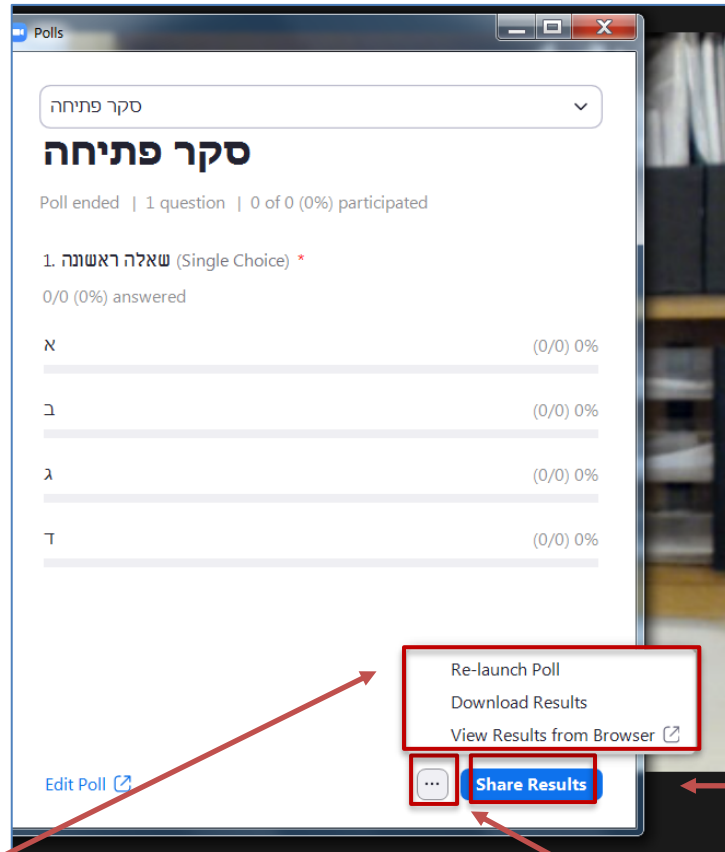 Polls
סקר פתיחה
סקר פתיחה
Poll ended | 1 question | 0 of 0 (0%) participated
1. שאלה ראשונה (Single Choice) *
0/0 (0%) answered
א (0/0) 0%
ב (0/0) 0%
ג (0/0) 0%
ד (0/0) 0%
Re-launch Poll
Download Results
View Results from Browser
Edit Poll ... Share Results